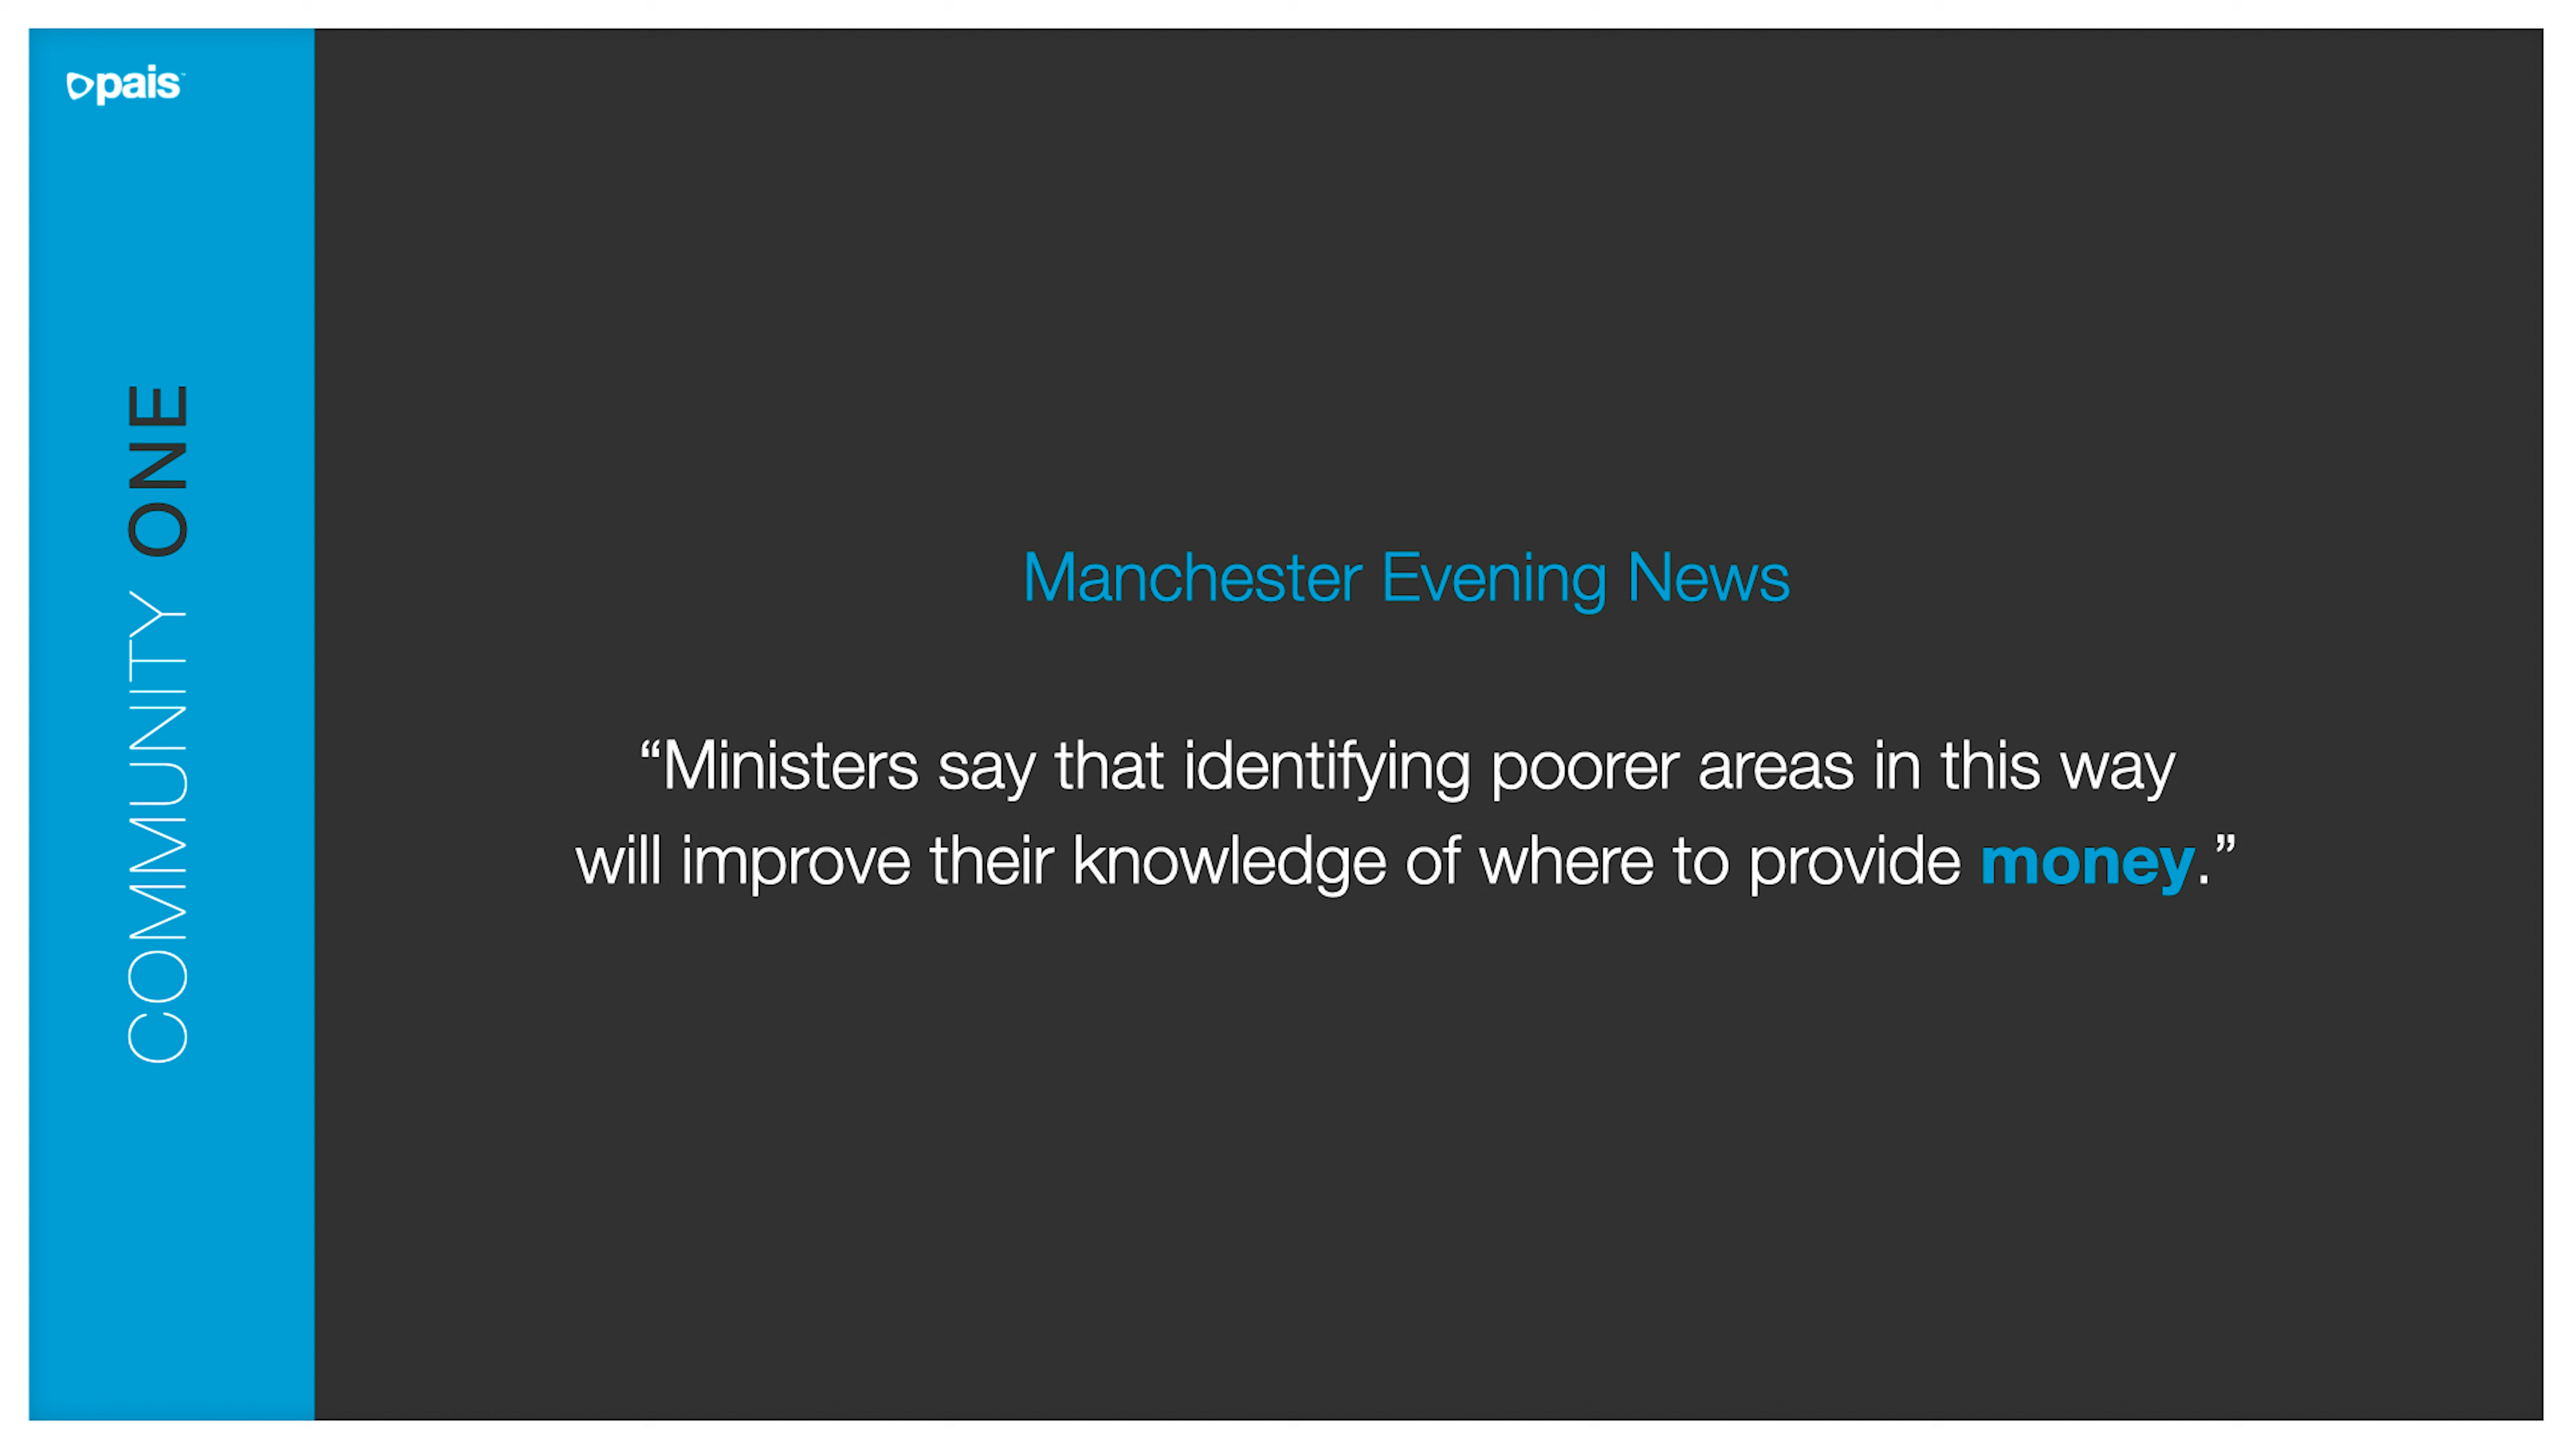 pais
COMMUNITY ONE
Manchester Evening News
“Ministers say that identifying poorer areas in this way
will improve their knowledge of where to provide money.”